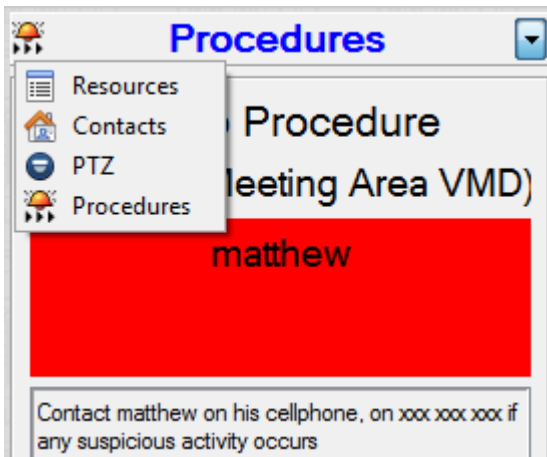 Procedures
Resources
Contacts
PTZ
Procedures
Procedure
Meeting Area VMD)
matthew
Contact matthew on his cellphone, on xxx xxx xxx if
any suspicious activity occurs